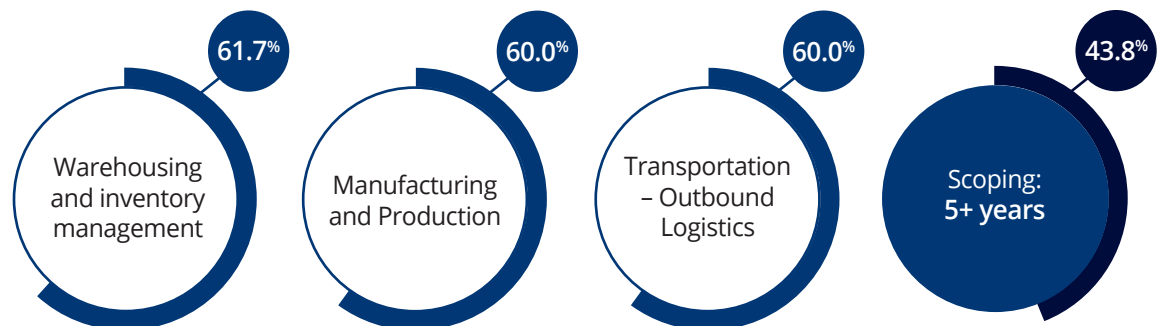 61.7%
Warehousing
and inventory
management
60.0%
Manufacturing
and Production
60.0%
Transportation
– Outbound
Logistics
43.8%
Scoping:
5+ years